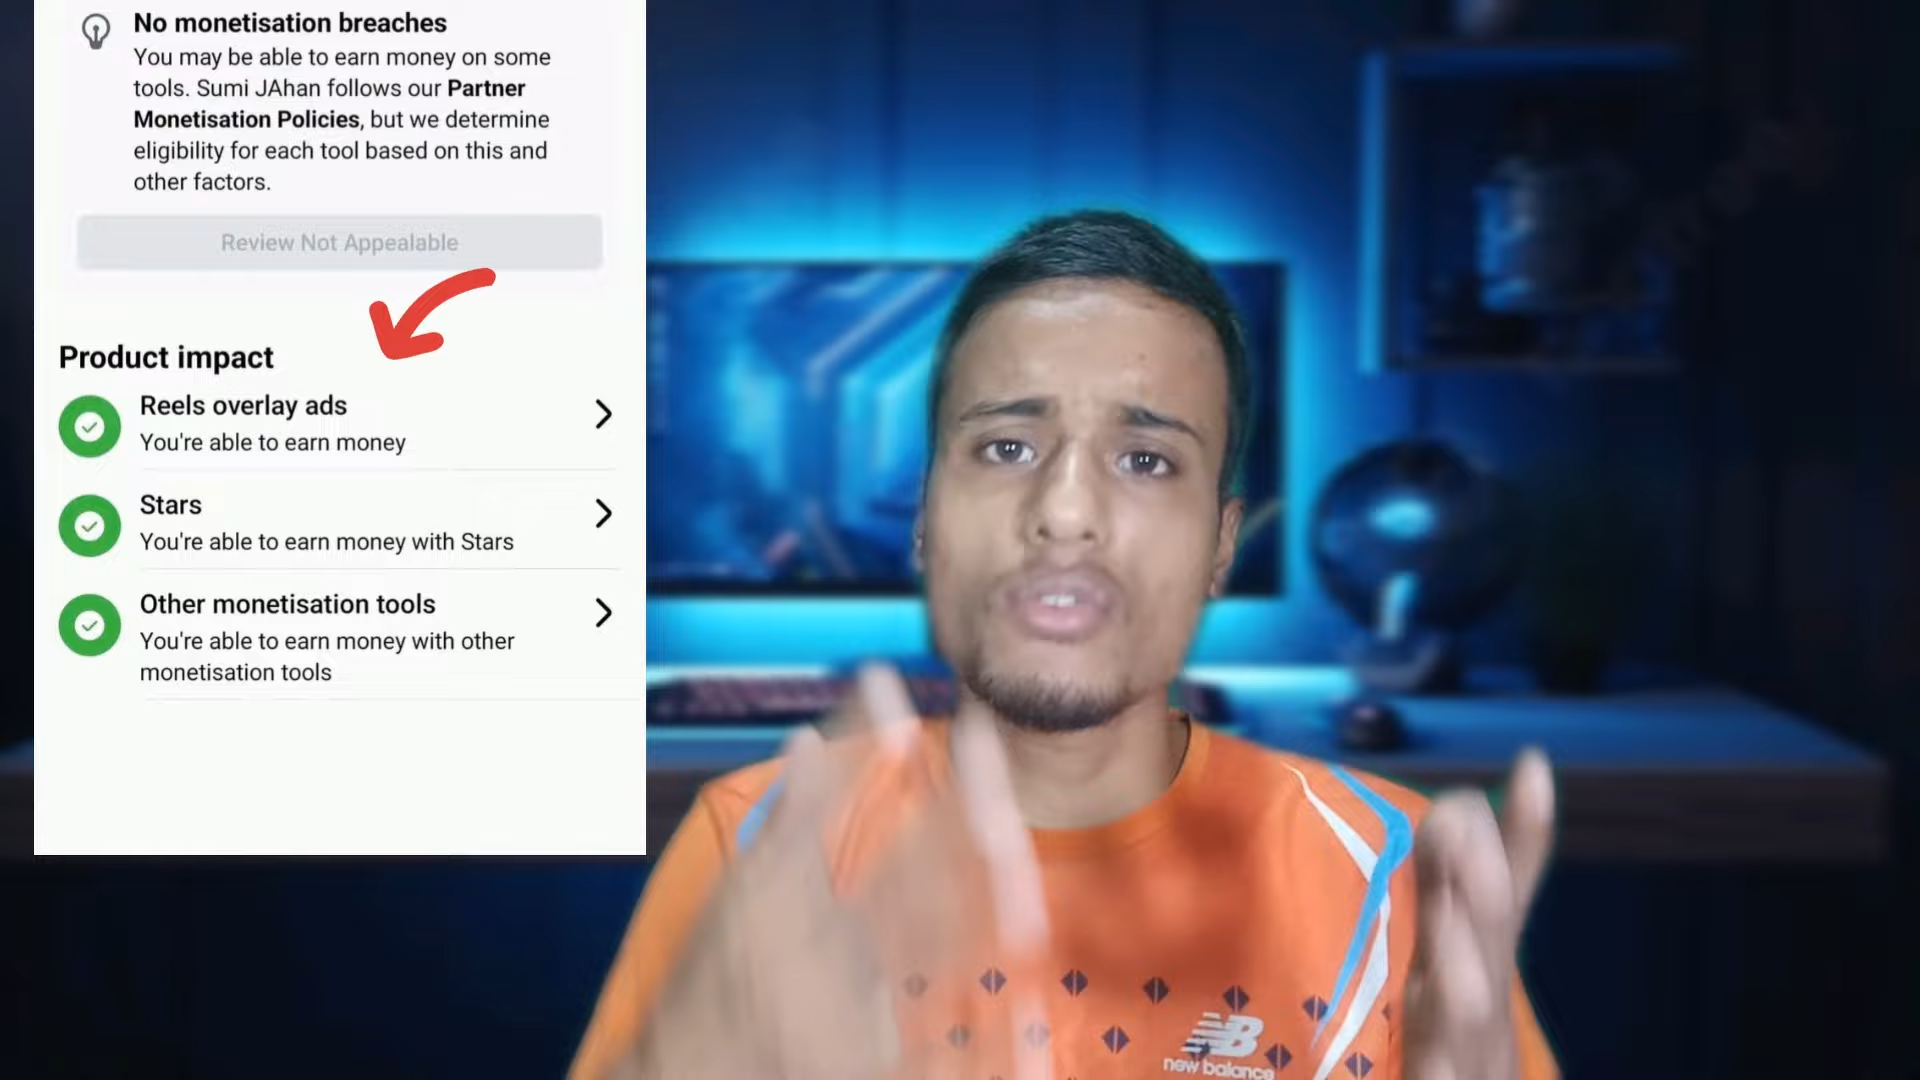 No monetisation breaches
You may be able to earn money on some
tools. Sumi JAhan follows our Partner
Monetisation Policies, but we determine
eligibility for each tool based on this and
other factors.
Review Not Appealable
Product impact
Reels overlay ads
You're able to earn money
Stars
You're able to earn money with Stars
Other monetisation tools
You're able to earn money with other
monetisation tools
NB
new balance